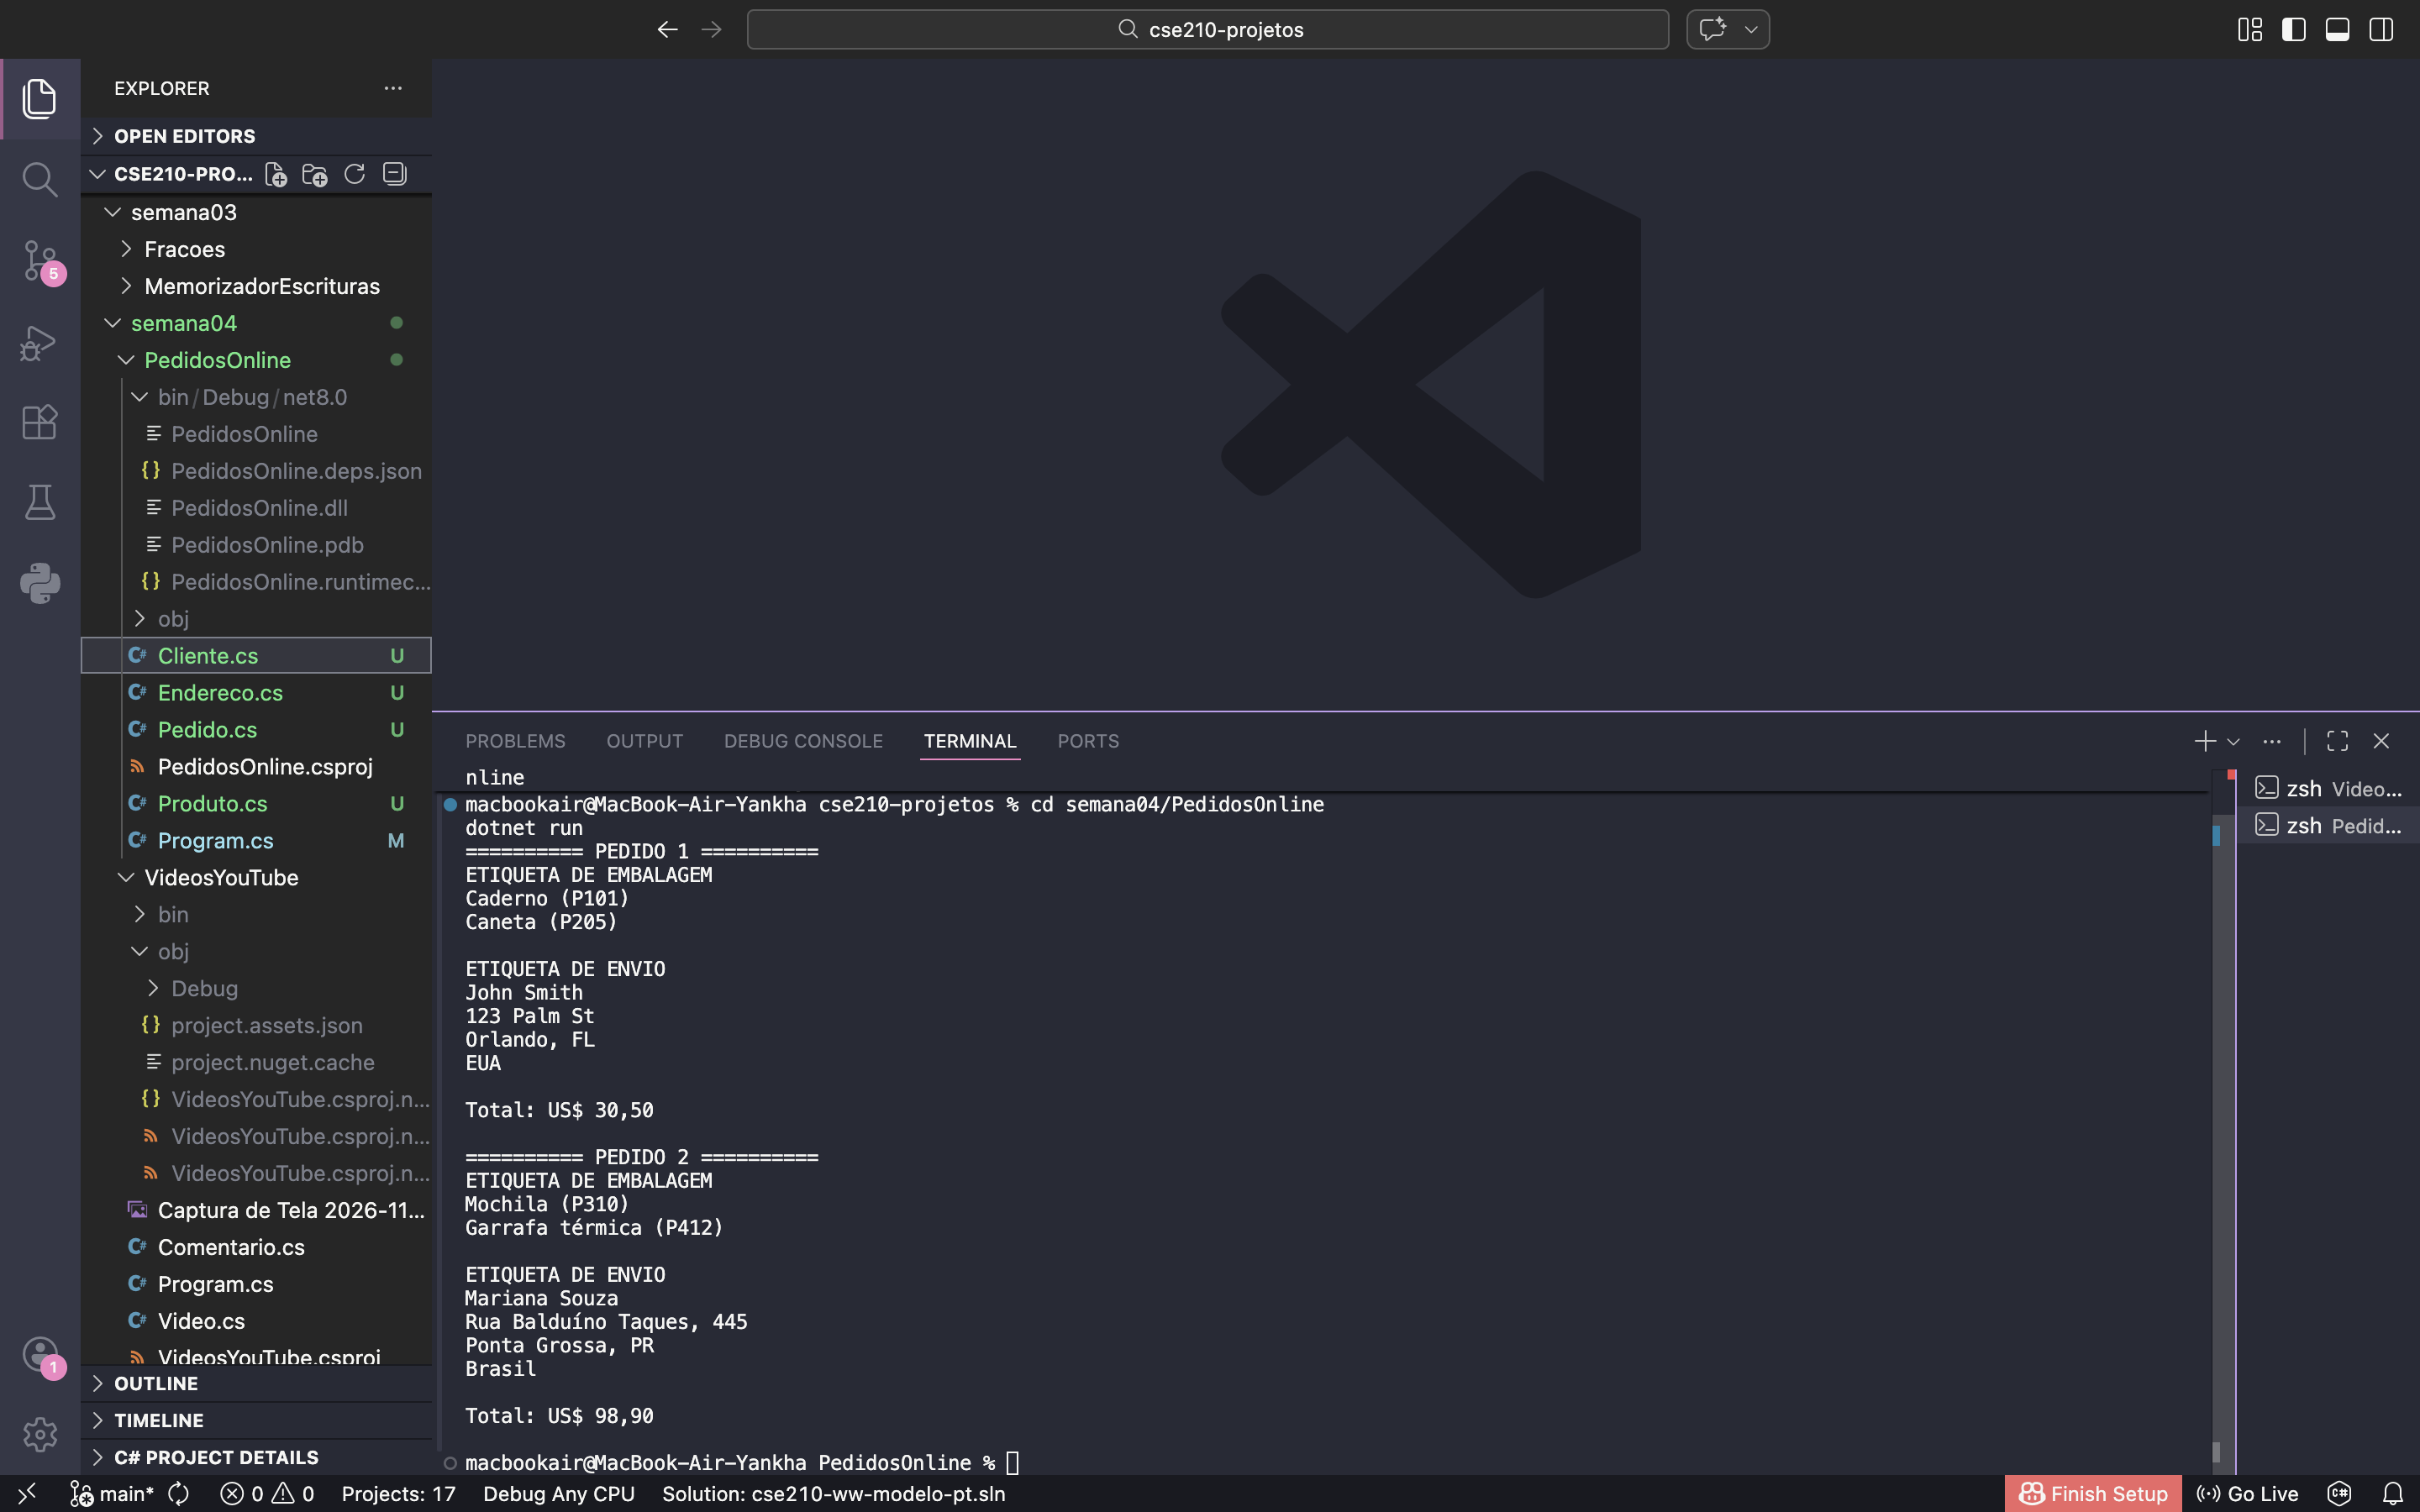 cse210-projetos
EXPLORER
OPEN EDITORS
CSE210-PRO...
semana03
Fracoes
MemorizadorEscrituras
semana04
PedidosOnline
bin/Debug/net8.0
PedidosOnline
PedidosOnline.deps.json
PedidosOnline.dll
PedidosOnline.pdb
PedidosOnline.runtimec...
obj
Cliente.cs U
Endereco.cs U
Pedido.cs U
PedidosOnline.csproj
Produto.cs U
Program.cs M
VideosYouTube
bin
obj
Debug
project.assets.json
project.nuget.cache
VideosYouTube.csproj.n...
VideosYouTube.csproj.n...
VideosYouTube.csproj.n...
Captura de Tela 2026-11...
Comentario.cs
Program.cs
Video.cs
VideosYouTube.csproj
OUTLINE
TIMELINE
C# PROJECT DETAILS
5
1
PROBLEMS OUTPUT DEBUG CONSOLE TERMINAL PORTS
nline
macbookair@MacBook-Air-Yankha cse210-projetos % cd semana04/PedidosOnline
dotnet run
========== PEDIDO 1 ==========
ETIQUETA DE EMBALAGEM
Caderno (P101)
Caneta (P205)
ETIQUETA DE ENVIO
John Smith
123 Palm St
Orlando, FL
EUA
Total: US$ 30,50
========== PEDIDO 2 ==========
ETIQUETA DE EMBALAGEM
Mochila (P310)
Garrafa térmica (P412)
ETIQUETA DE ENVIO
Mariana Souza
Rua Balduíno Taques, 445
Ponta Grossa, PR
Brasil
Total: US$ 98,90
macbookair@MacBook-Air-Yankha PedidosOnline %
zsh Video...
zsh Pedid...
main* 0 0 Projects: 17 Debug Any CPU Solution: cse210-ww-modelo-pt.sln Finish Setup Go Live